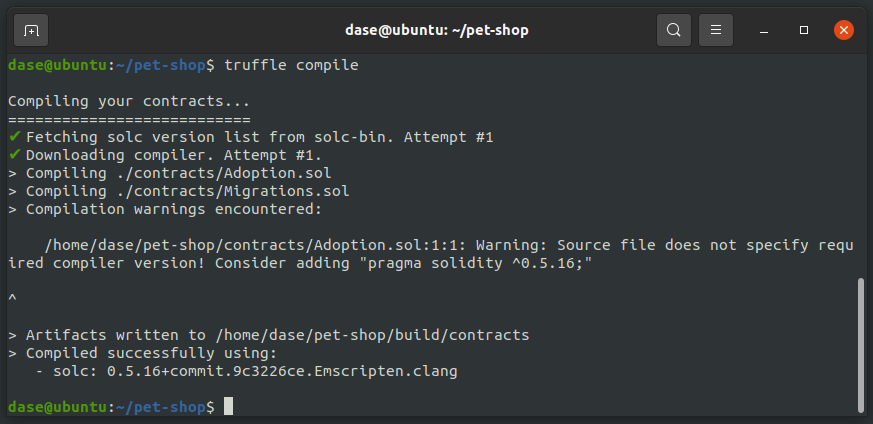 dase@ubuntu: ~/pet-shop
dase@ubuntu:~/pet-shop$ truffle compile
Compiling your contracts...
===========================
✔ Fetching solc version list from solc-bin. Attempt #1
✔ Downloading compiler. Attempt #1.
> Compiling ./contracts/Adoption.sol
> Compiling ./contracts/Migrations.sol
> Compilation warnings encountered:
/home/dase/pet-shop/contracts/Adoption.sol:1:1: Warning: Source file does not specify requ
ired compiler version! Consider adding "pragma solidity ^0.5.16;"
^
> Artifacts written to /home/dase/pet-shop/build/contracts
> Compiled successfully using:
- solc: 0.5.16+commit.9c3226ce.Emscripten.clang
dase@ubuntu:~/pet-shop$